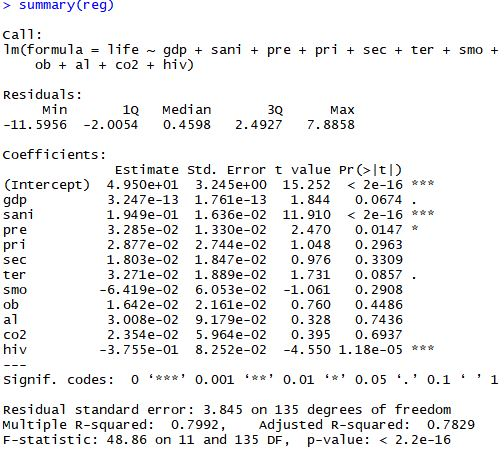 > summary(reg)
Call:
lm(formula = life ~ gdp + sani + pre + pri + sec + ter + smo +
    ob + al + co2 + hiv)
Residuals:
     Min       1Q   Median       3Q      Max
-11.5956  -2.0054   0.4598   2.4927   7.8858
Coefficients:
              Estimate Std. Error t value Pr(>|t|)
(Intercept)  4.950e+01  3.245e+00  15.252  < 2e-16 ***
gdp          3.247e-13  1.761e-13   1.844   0.0674 .
sani         1.949e-01  1.636e-02  11.910  < 2e-16 ***
pre          3.285e-02  1.330e-02   2.470   0.0147 *
pri          2.877e-02  2.744e-02   1.048   0.2963
sec          1.803e-02  1.847e-02   0.976   0.3309
ter          3.271e-02  1.889e-02   1.731   0.0857 .
smo         -6.419e-02  6.053e-02  -1.061   0.2908
ob           1.642e-02  2.161e-02   0.760   0.4486
al           3.008e-02  9.179e-02   0.328   0.7436
co2          2.354e-02  5.964e-02   0.395   0.6937
hiv         -3.755e-01  8.252e-02  -4.550 1.18e-05 ***
---
Signif. codes:  0 ‘***’ 0.001 ‘**’ 0.01 ‘*’ 0.05 ‘.’ 0.1 ‘ ’ 1
Residual standard error: 3.845 on 135 degrees of freedom
Multiple R-squared:  0.7992,    Adjusted R-squared:  0.7829
F-statistic: 48.86 on 11 and 135 DF,  p-value: < 2.2e-16